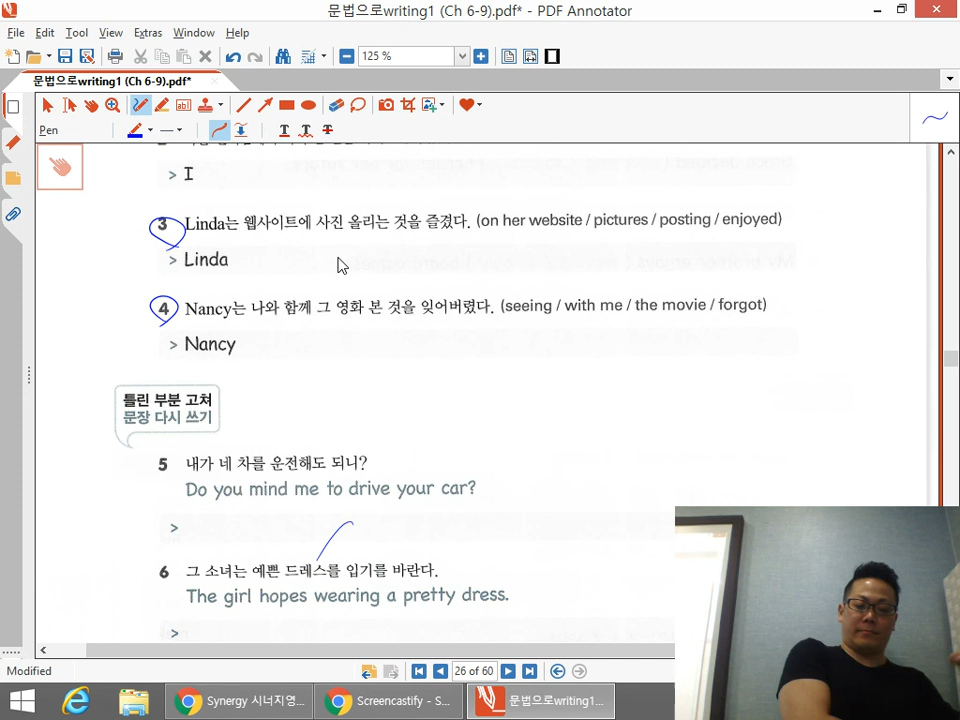 문법으로writing1 (Ch 6-9).pdf* - PDF Annotator
File Edit Tool View Extras Window Help
125 %
문법으로writing1 (Ch 6-9).pdf*
Pen
> I
3 Linda는 웹사이트에 사진 올리는 것을 즐겼다. (on her website / pictures / posting / enjoyed)
> Linda
4 Nancy는 나와 함께 그 영화 본 것을 잊어버렸다. (seeing / with me / the movie / forgot)
> Nancy
틀린 부분 고쳐
문장 다시 쓰기
5 내가 네 차를 운전해도 되니?
Do you mind me to drive your car?
>
6 그 소녀는 예쁜 드레스를 입기를 바란다.
The girl hopes wearing a pretty dress.
>
Modified
26 of 60
Synergy 시너지영...
Screencastify - S...
문법으로writing1...